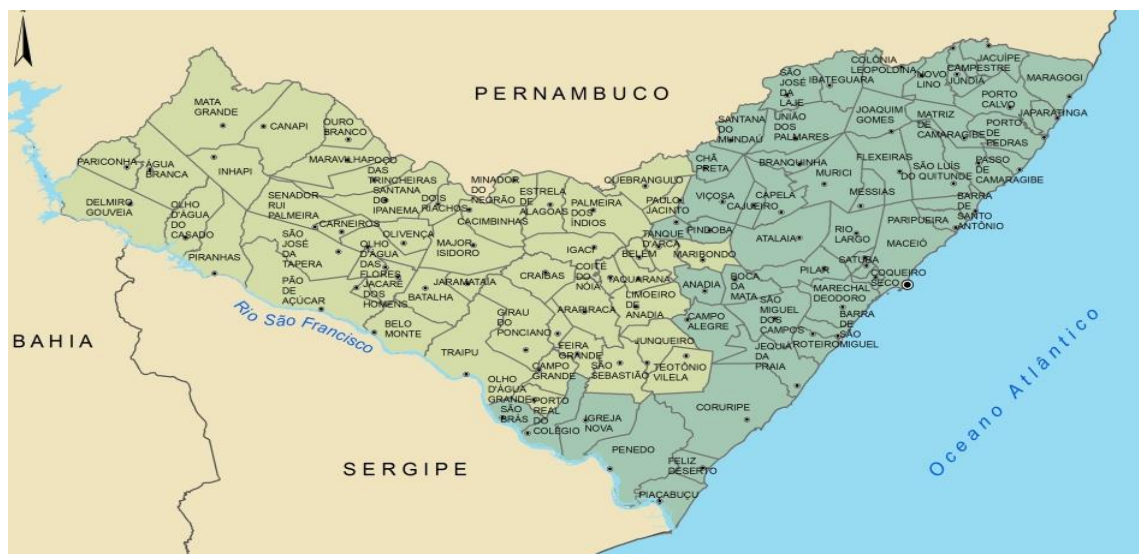 PERNAMBUCO
BAHIA
SERGIPE
Rio São Francisco
Oceano Atlântico
MATA
GRANDE
CANAPI
OURO
BRANCO
PARICONHA
ÁGUA
BRANCA
INHAPI
MARAVILHA
POÇO
DAS
TRINCHEIRAS
DELMIRO
GOUVEIA
OLHO
D'ÁGUA
DO
CASADO
PIRANHAS
SENADOR
RUI
PALMEIRA
SANTANA
DO
IPANEMA
DOIS
RIACHOS
MINADOR
DO
NEGRÃO
CACIMBINHAS
ESTRELA
DE
ALAGOAS
PALMEIRA
DOS
ÍNDIOS
QUEBRANGULO
PAULO
JACINTO
CARNEIROS
SÃO
JOSÉ
DA
TAPERA
OLIVENÇA
OLHO
D'ÁGUA
DAS
FLORES
MAJOR
ISIDORO
PÃO
DE
AÇUCAR
JACARÉ
DOS
HOMENS
JARAMATAIA
BATALHA
BELO
MONTE
IGACI
CRAIBAS
COITÉ
DO
NÓIA
BELÉM
TANQUE
D'ARCA
MARIBONDO
TAQUARANA
LIMOEIRO
DE
ANADIA
ARAPIRACA
GIRAU
DO
PONCIANO
TRAIPU
FEIRA
GRANDE
CAMPO
GRANDE
SÃO
SEBASTIÃO
JUNQUEIRO
TEOTÔNIO
VILELA
OLHO
D'ÁGUA
GRANDE
SÃO
BRÁS
PORTO
REAL
DO
COLÉGIO
IGREJA
NOVA
PENEDO
PIAÇABUÇU
FELIZ
DESERTO
CORURIPE
SÃO
JOSÉ
DA
LAJE
IBATEGUARA
COLÔNIA
LEOPOLDINA
NOVO
LINO
CAMPESTRE
JUNDIÁ
JACUÍPE
MARAGOGI
SANTANA
DO
MUNDAÚ
UNIÃO
DOS
PALMARES
JOAQUIM
GOMES
MATRIZ
DE
CAMARAGIBE
PORTO
CALVO
JAPARATINGA
PORTO
DE
PEDRAS
CHÃ
PRETA
BRANQUINHA
FLEXEIRAS
SÃO LUÍS
DO QUITUNDE
PASSO
DE
CAMARAGIBE
VIÇOSA
CAJUEIRO
CAPELA
MURICI
MESSIAS
BARRA
DE
SANTO
ANTÔNIO
PARIPUEIRA
PINDOBA
ATALAIA
RIO
LARGO
MACEIÓ
SATUBA
PILAR
COQUEIRO
SECO
MARECHAL
DEODORO
ANADIA
BOCA
DA
MATA
CAMPO
ALEGRE
SÃO
MIGUEL
DOS
CAMPOS
BARRA
DE
SÃO
MIGUEL
ROTEIRO
JEQUIÁ
DA
PRAIA